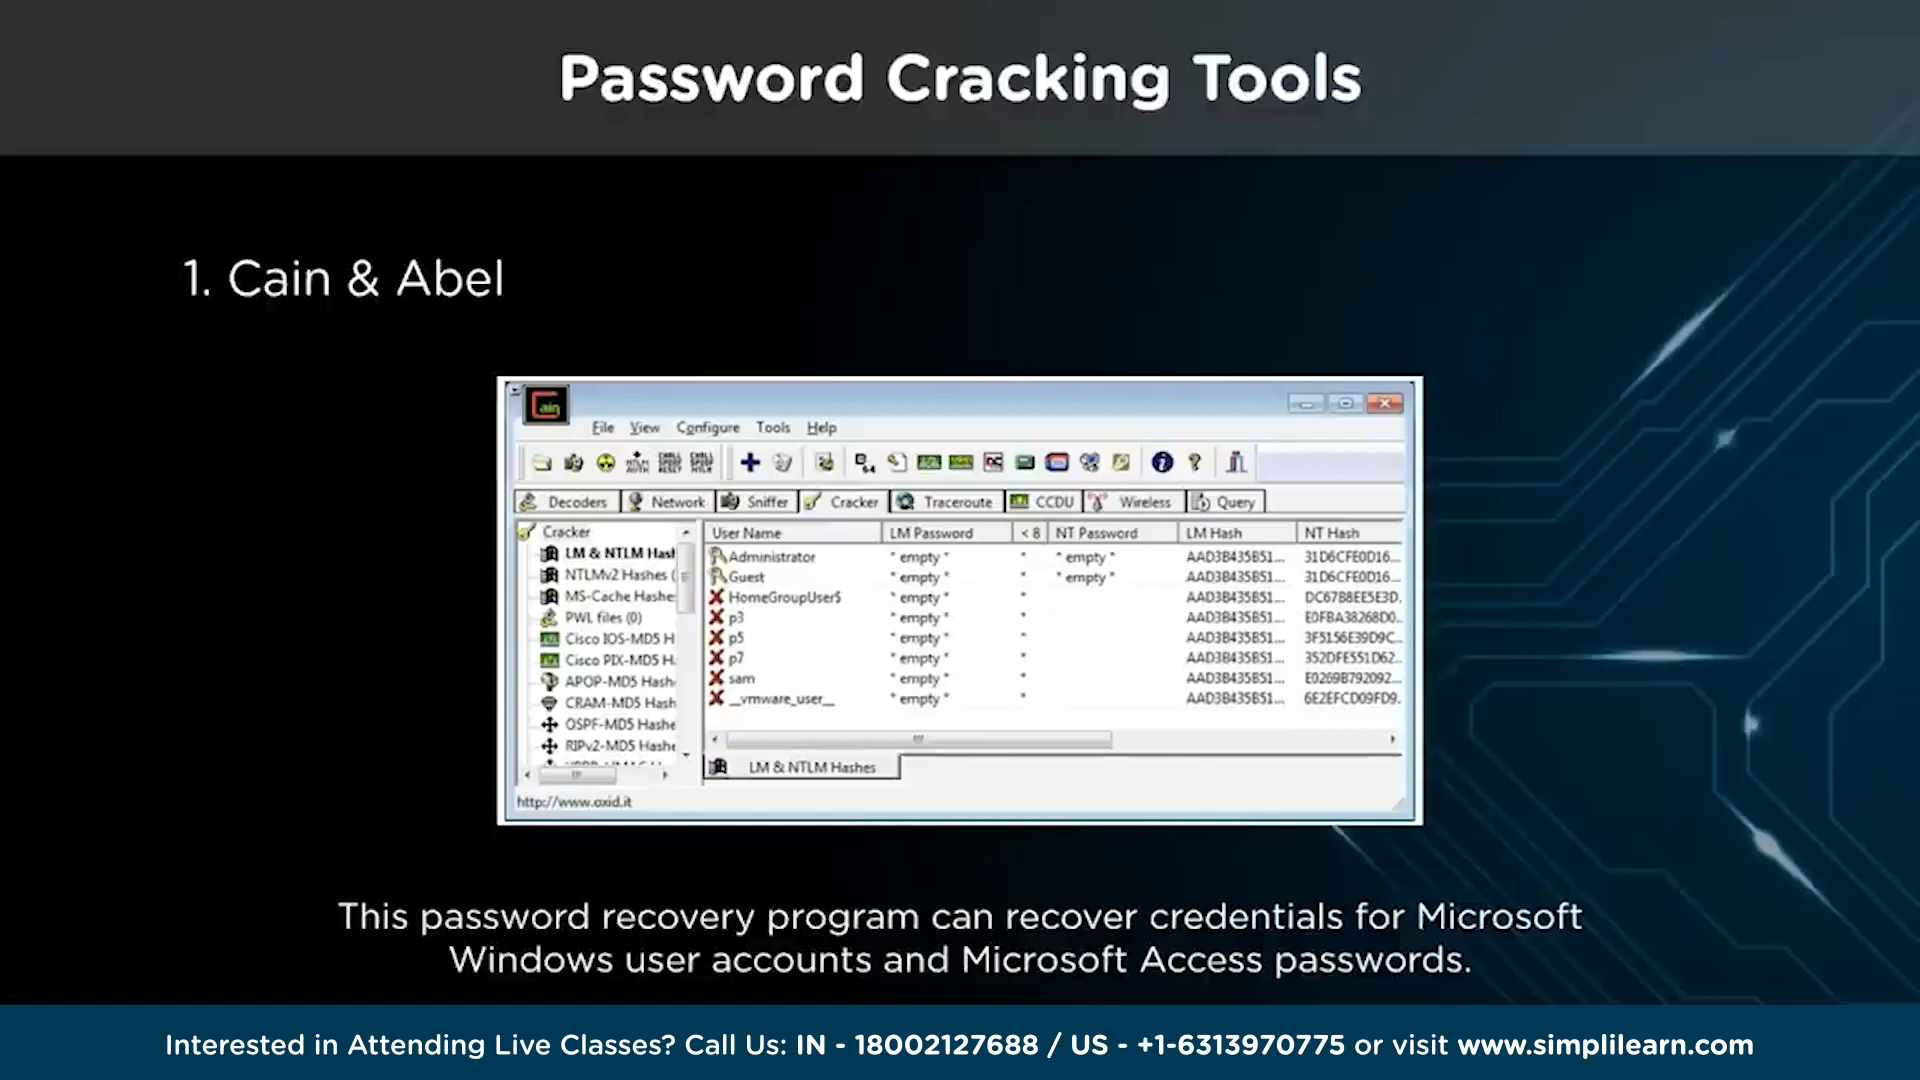 Password Cracking Tools
1. Cain & Abel
Cain
File View Configure Tools Help
Decoders Network Sniffer Cracker Traceroute CCDU Wireless Query
Cracker
LM & NTLM Hash
NTLMv2 Hashes (
MS-Cache Hashe
PWL files (0)
Cisco IOS-MD5 H
Cisco PIX-MD5 H
APOP-MD5 Hash
CRAM-MD5 Hash
OSPF-MD5 Hashe
RIPv2-MD5 Hashe
User Name LM Password < 8 NT Password LM Hash NT Hash
Administrator * empty * * * empty * AAD3B435B51... 31D6CFE0D16...
Guest * empty * * * empty * AAD3B435B51... 31D6CFE0D16...
HomeGroupUser$ * empty * * AAD3B435B51... DC67B8EE5E3D.
p3 * empty * * AAD3B435B51... E0FBA38268D0..
p5 * empty * * AAD3B435B51... 3F5156E39D9C..
p7 * empty * * AAD3B435B51... 352DFE551D62..
sam * empty * * AAD3B435B51... E0269B792092...
__vmware_user__ * empty * * AAD3B435B51... 6E2EFCD09FD9.
LM & NTLM Hashes
http://www.oxid.it
This password recovery program can recover credentials for Microsoft
Windows user accounts and Microsoft Access passwords.
Interested in Attending Live Classes? Call Us: IN - 18002127688 / US - +1-6313970775 or visit www.simplilearn.com